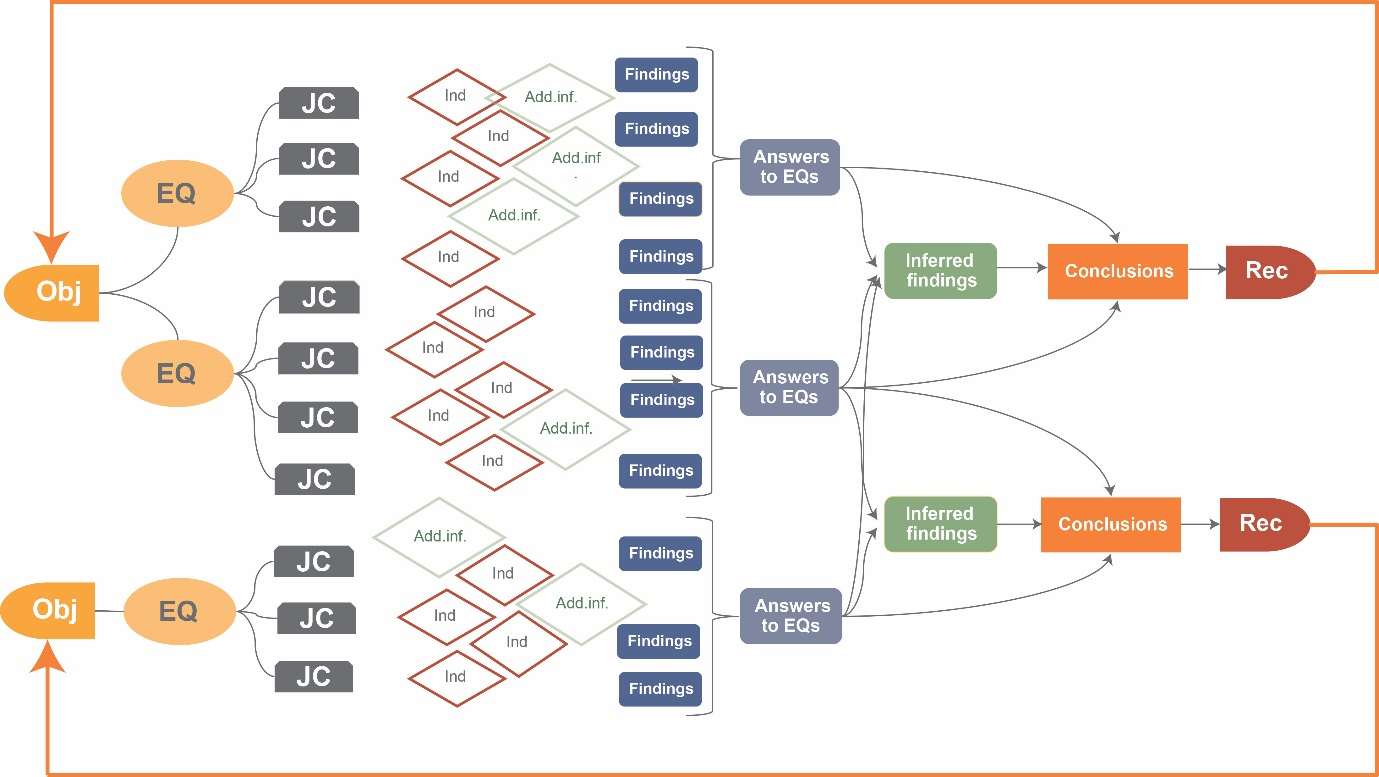 JC
JC
JC
EQ
Obj
JC
JC
EQ
JC
JC
Ind
Add.inf.
Ind
Add.inf
.
Ind
Add.inf.
Ind
Ind
Ind
Ind
Ind
Add.inf.
Ind
Findings
Findings
Findings
Findings
Findings
Findings
Findings
Findings
Answers
to EQs
Answers
to EQs
Inferred
findings
Conclusions
Rec
JC
Obj
EQ
JC
JC
Add.inf.
Ind
Add.inf.
Ind
Ind
Ind
Findings
Findings
Findings
Answers
to EQs
Inferred
findings
Conclusions
Rec